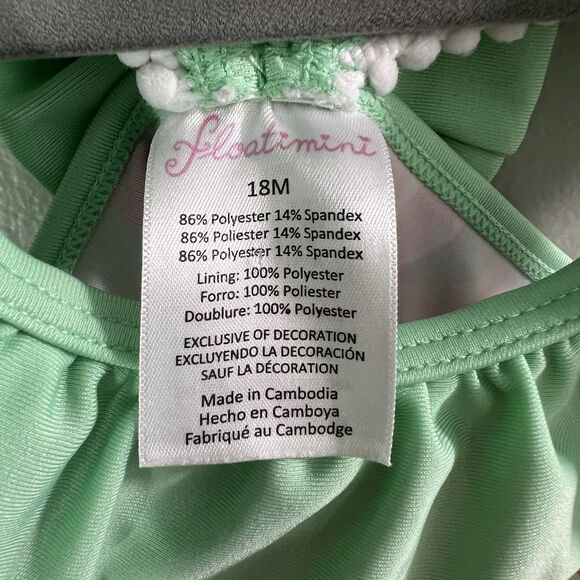 floatimini
18M
86% Polyester 14% Spandex
86% Poliester 14% Spandex
86% Polyester 14% Spandex
Lining: 100% Polyester
Forro: 100% Poliester
Doublure: 100% Polyester
EXCLUSIVE OF DECORATION
EXCLUYENDO LA DECORACIÓN
SAUF LA DÉCORATION
Made in Cambodia
Hecho en Camboya
Fabriqué au Cambodge